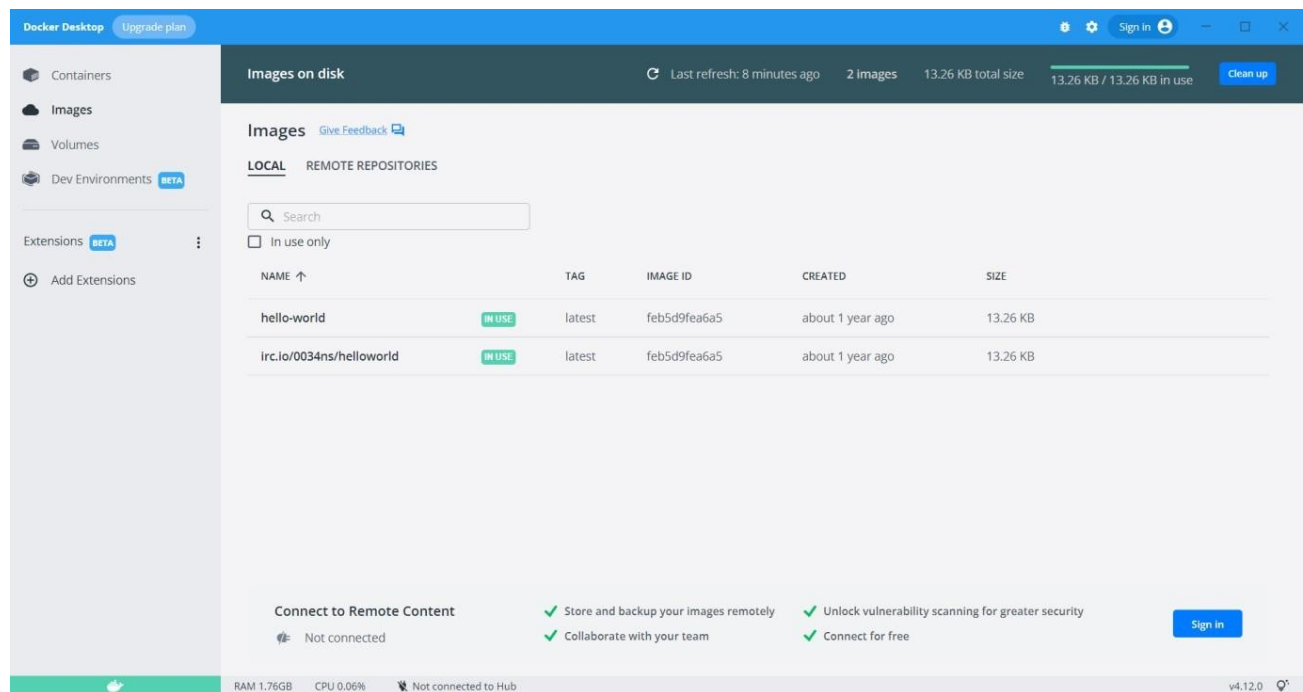 Docker Desktop Upgrade plan Sign in
Containers
Images
Volumes
Dev Environments BETA
Extensions BETA
Add Extensions
Images on disk Last refresh: 8 minutes ago 2 images 13.26 KB total size 13.26 KB / 13.26 KB in use Clean up
Images Give Feedback
LOCAL REMOTE REPOSITORIES
Search
In use only
NAME TAG IMAGE ID CREATED SIZE
hello-world IN USE latest feb5d9fea6a5 about 1 year ago 13.26 KB
irc.io/0034ns/helloworld IN USE latest feb5d9fea6a5 about 1 year ago 13.26 KB
Connect to Remote Content
Not connected
Store and backup your images remotely
Collaborate with your team
Unlock vulnerability scanning for greater security
Connect for free
Sign in
RAM 1.76GB CPU 0.06% Not connected to Hub v4.12.0